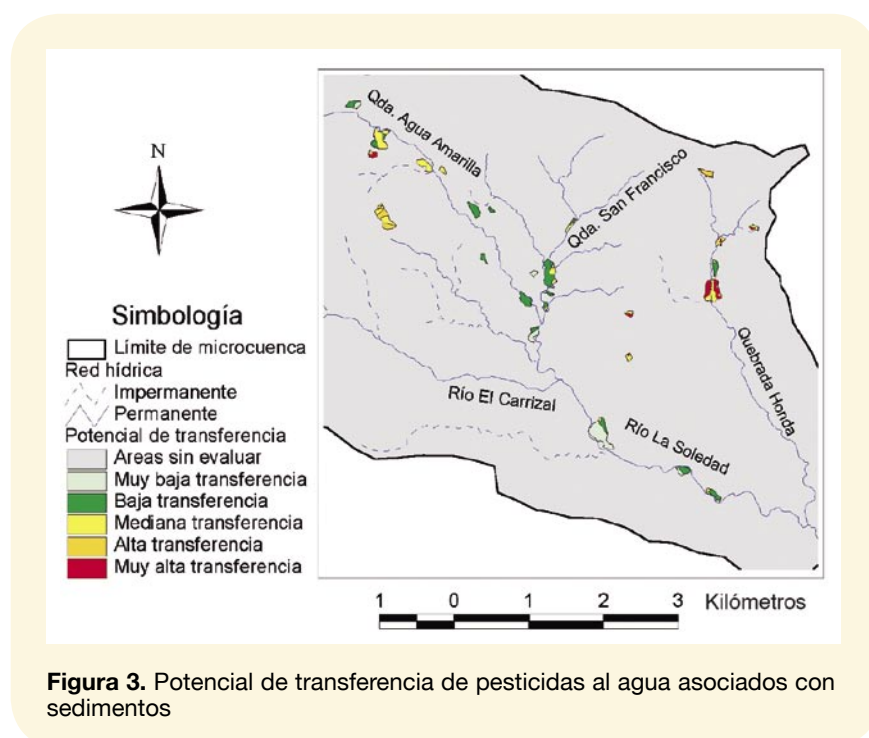 N
Simbología
Límite de microcuenca
Red hídrica
Impermanente
Permanente
Potencial de transferencia
Areas sin evaluar
Muy baja transferencia
Baja transferencia
Mediana transferencia
Alta transferencia
Muy alta transferencia
Qda. Agua Amarilla
Qda. San Francisco
Quebrada Honda
Río El Carrizal
Río La Soledad
1 0 1 2 3 Kilómetros
Figura 3. Potencial de transferencia de pesticidas al agua asociados con
sedimentos